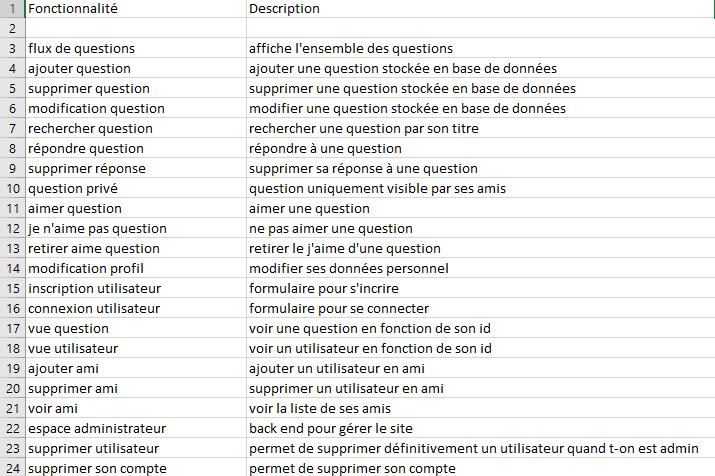 1 Fonctionnalité Description
2
3 flux de questions affiche l'ensemble des questions
4 ajouter question ajouter une question stockée en base de données
5 supprimer question supprimer une question stockée en base de données
6 modification question modifier une question stockée en base de données
7 rechercher question rechercher une question par son titre
8 répondre question répondre à une question
9 supprimer réponse supprimer sa réponse à une question
10 question privé question uniquement visible par ses amis
11 aimer question aimer une question
12 je n'aime pas question ne pas aimer une question
13 retirer aime question retirer le j'aime d'une question
14 modification profil modifier ses données personnel
15 inscription utilisateur formulaire pour s'incrire
16 connexion utilisateur formulaire pour se connecter
17 vue question voir une question en fonction de son id
18 vue utilisateur voir un utilisateur en fonction de son id
19 ajouter ami ajouter un utilisateur en ami
20 supprimer ami supprimer un utilisateur en ami
21 voir ami voir la liste de ses amis
22 espace administrateur back end pour gérer le site
23 supprimer utilisateur permet de supprimer définitivement un utilisateur quand t-on est admin
24 supprimer son compte permet de supprimer son compte